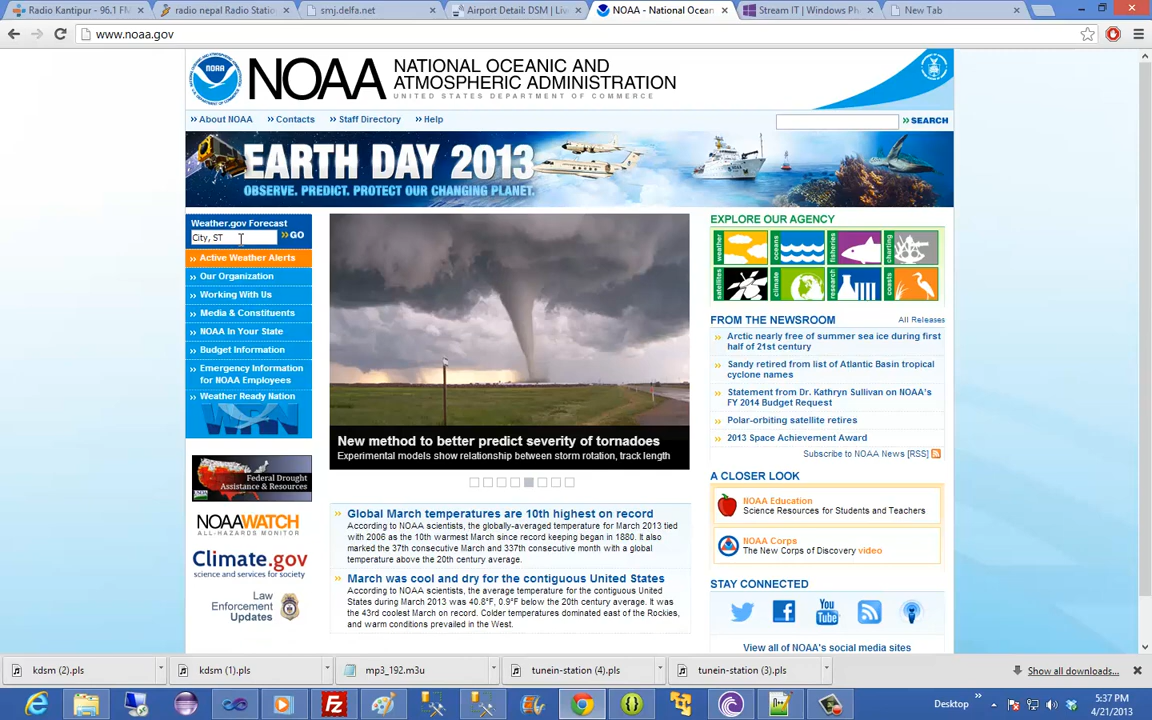 Radio Kantipur - 96.1 FM
radio nepal Radio Statio
smj.delfa.net
Airport Detail: DSM | Liv
NOAA - National Ocean
Stream IT | Windows Ph
New Tab
www.noaa.gov
NOAA
NATIONAL OCEANIC AND
ATMOSPHERIC ADMINISTRATION
UNITED STATES DEPARTMENT OF COMMERCE
About NOAA
Contacts
Staff Directory
Help
SEARCH
EARTH DAY 2013
OBSERVE. PREDICT. PROTECT OUR CHANGING PLANET.
Weather.gov Forecast
City, ST
GO
Active Weather Alerts
Our Organization
Working With Us
Media & Constituents
NOAA In Your State
Budget Information
Emergency Information
for NOAA Employees
Weather Ready Nation
Federal Drought
Assistance & Resources
NOAAWATCH
ALL-HAZARDS MONITOR
Climate.gov
science and services for society
Law
Enforcement
Updates
New method to better predict severity of tornadoes
Experimental models show relationship between storm rotation, track length
Global March temperatures are 10th highest on record
According to NOAA scientists, the globally-averaged temperature for March 2013 tied
with 2006 as the 10th warmest March since record keeping began in 1880. It also
marked the 37th consecutive March and 337th consecutive month with a global
temperature above the 20th century average.
March was cool and dry for the contiguous United States
According to NOAA scientists, the average temperature for the contiguous United
States during March 2013 was 40.8°F, 0.9°F below the 20th century average. It was
the 43rd coolest March on record. Colder temperatures dominated east of the Rockies,
and warm conditions prevailed in the West.
EXPLORE OUR AGENCY
weather
oceans
fisheries
charting
satellites
climate
research
coasts
FROM THE NEWSROOM
All Releases
Arctic nearly free of summer sea ice during first
half of 21st century
Sandy retired from list of Atlantic Basin tropical
cyclone names
Statement from Dr. Kathryn Sullivan on NOAA's
FY 2014 Budget Request
Polar-orbiting satellite retires
2013 Space Achievement Award
Subscribe to NOAA News [RSS]
A CLOSER LOOK
NOAA Education
Science Resources for Students and Teachers
NOAA Corps
The New Corps of Discovery video
STAY CONNECTED
You
Tube
View all of NOAA's social media sites
kdsm (2).pls
kdsm (1).pls
mp3_192.m3u
tunein-station (4).pls
tunein-station (3).pls
Show all downloads...
Desktop
5:37 PM
4/21/2013